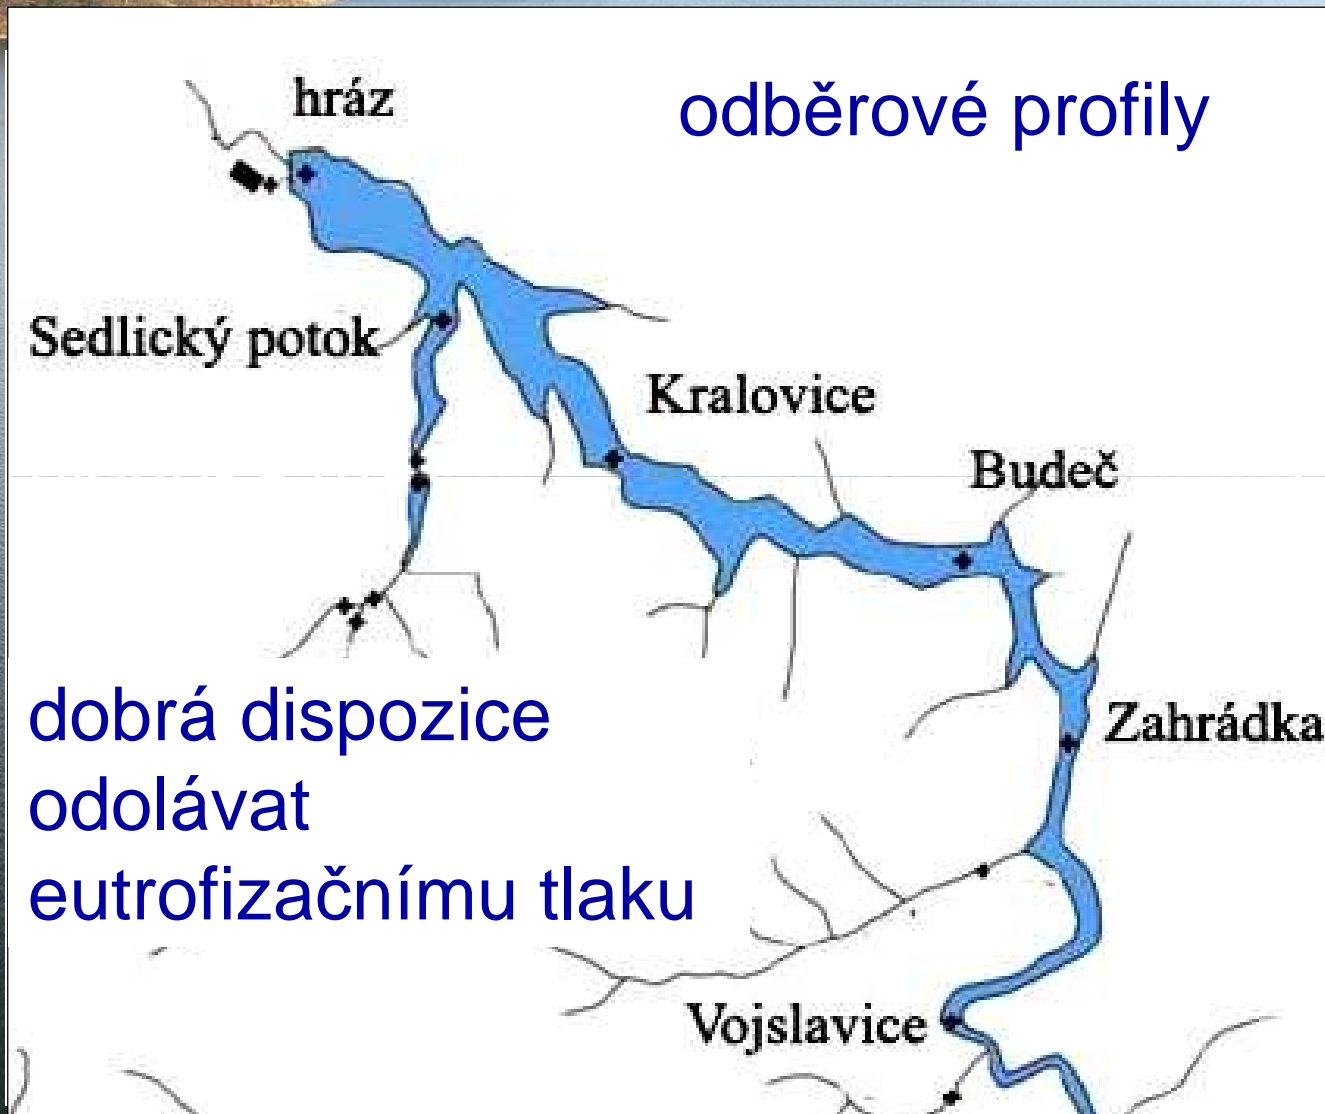 hráz
odběrové profily
Sedlický potok
Kralovice
Budeč
dobrá dispozice
odolávat
eutrofizačnímu tlaku
Zahrádka
Vojslavice